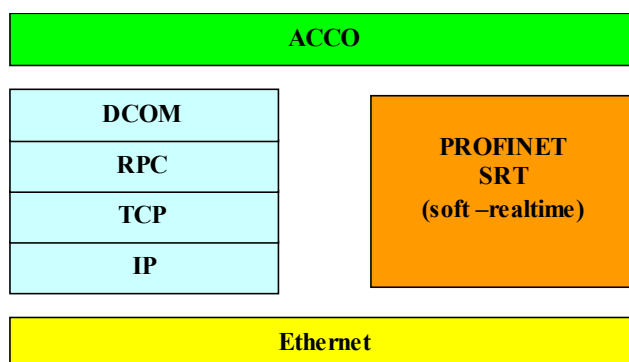 ACCO
DCOM
RPC
TCP
IP
PROFINET
SRT
(soft –realtime)
Ethernet